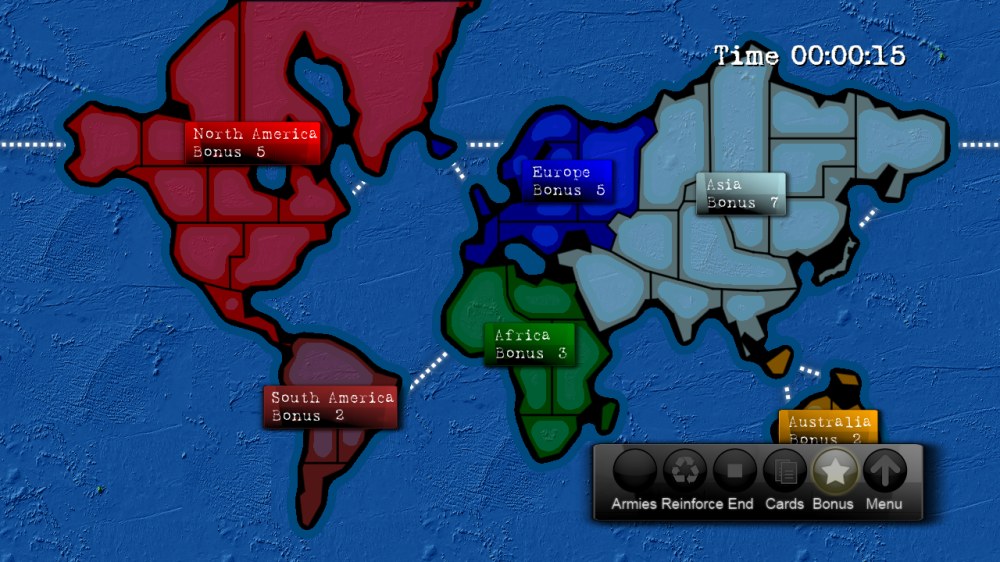 Time 00:00:15
North America
Bonus 5
Europe
Bonus 5
Asia
Bonus 7
Africa
Bonus 3
South America
Bonus 2
Australia
Bonus 2
Armies Reinforce End Cards Bonus Menu